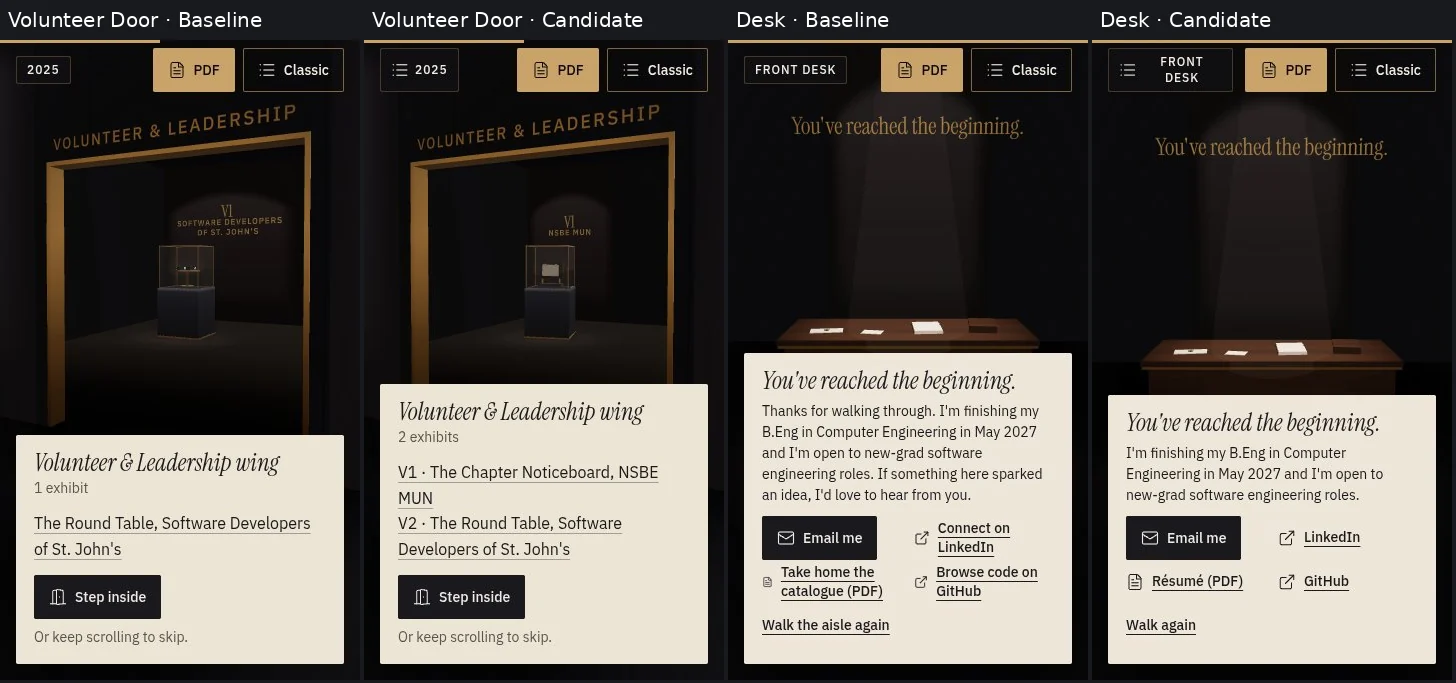 Volunteer Door · Baseline
2025
PDF
Classic
VOLUNTEER & LEADERSHIP
VI
SOFTWARE DEVELOPERS
OF ST. JOHN'S
Volunteer & Leadership wing
1 exhibit
The Round Table, Software Developers
of St. John's
Step inside
Or keep scrolling to skip.
Volunteer Door · Candidate
2025
PDF
Classic
VOLUNTEER & LEADERSHIP
VI
NSBE MUN
Volunteer & Leadership wing
2 exhibits
V1 · The Chapter Noticeboard, NSBE
MUN
V2 · The Round Table, Software
Developers of St. John's
Step inside
Or keep scrolling to skip.
Desk · Baseline
FRONT DESK
PDF
Classic
You've reached the beginning.
You've reached the beginning.
Thanks for walking through. I'm finishing my
B.Eng in Computer Engineering in May 2027
and I'm open to new-grad software
engineering roles. If something here sparked
an idea, I'd love to hear from you.
Email me
Connect on
LinkedIn
Take home the
catalogue (PDF)
Browse code on
GitHub
Walk the aisle again
Desk · Candidate
FRONT
DESK
PDF
Classic
You've reached the beginning.
You've reached the beginning.
I'm finishing my B.Eng in Computer
Engineering in May 2027 and I'm open to
new-grad software engineering roles.
Email me
LinkedIn
Résumé (PDF)
GitHub
Walk again